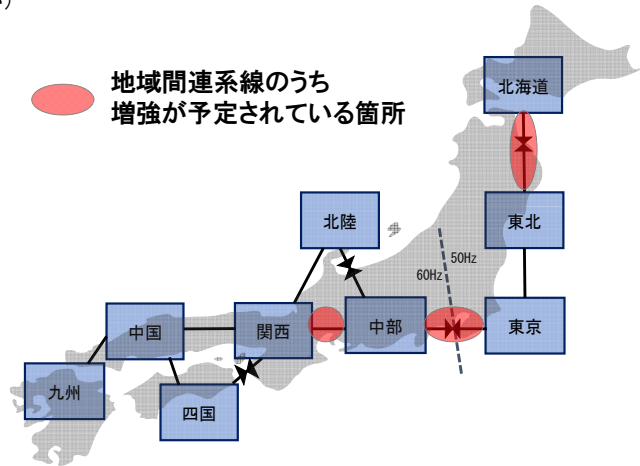 い)
地域間連系線のうち
増強が予定されている箇所
北海道
北陸
東北
50Hz
60Hz
中国
関西
中部
東京
九州
四国